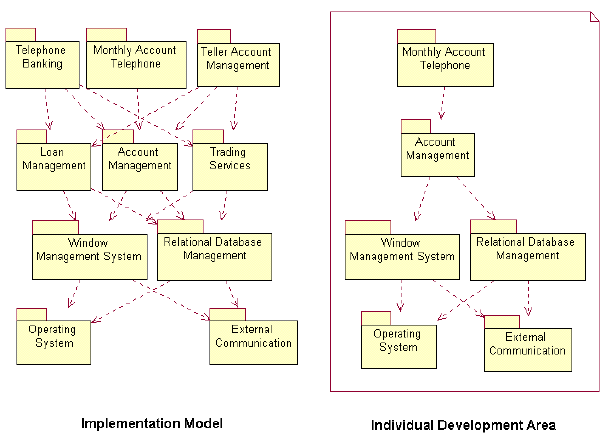 Telephone
Banking
Monthly Account
Telephone
Teller Account
Management
Loan
Management
Account
Management
Trading
Services
Window
Management System
Relational Database
Management
Operating
System
External
Communication
Implementation Model
Monthly Account
Telephone
Account
Management
Window
Management System
Relational Database
Management
Operating
System
External
Communication
Individual Development Area